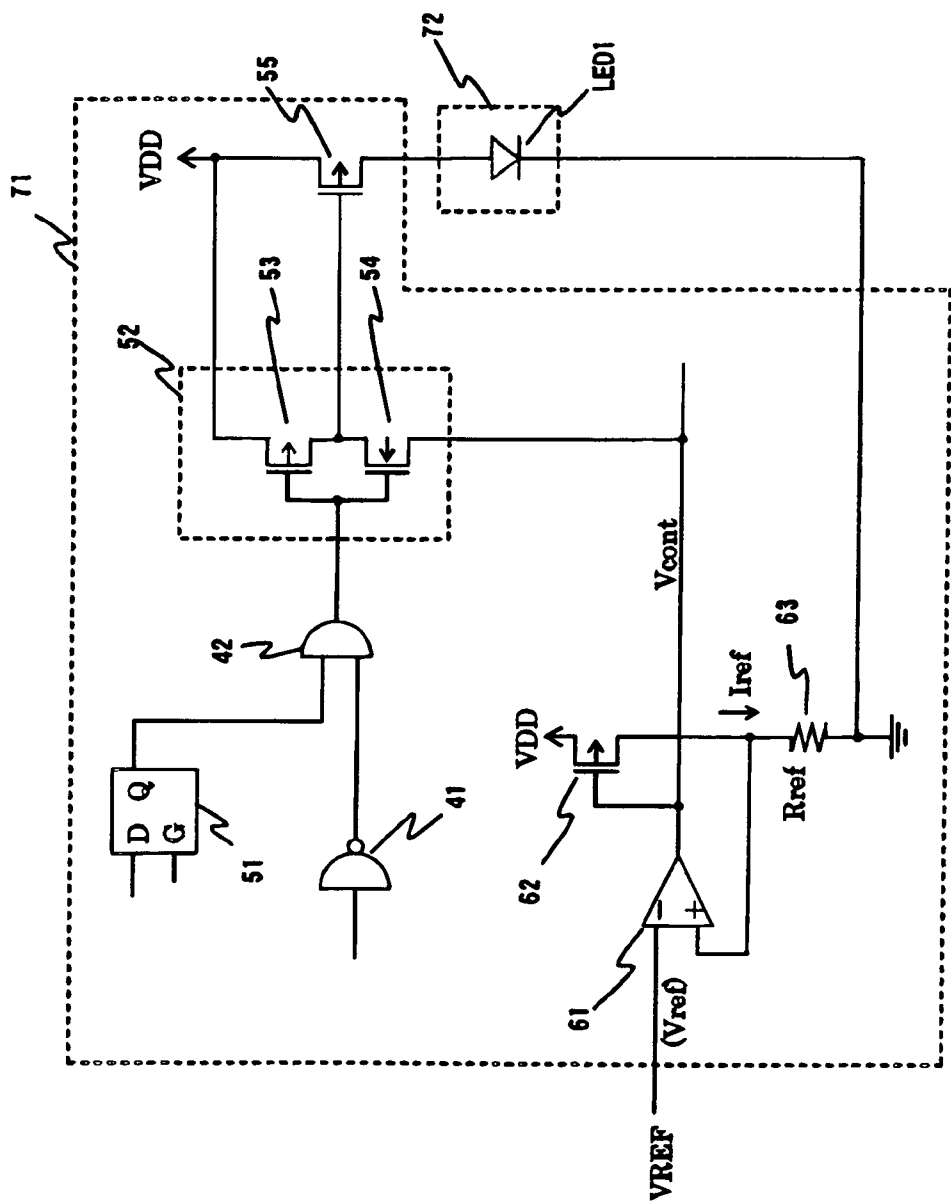 71
VDD
55
72
LED1
52
53
54
42
D Q
G
51
41
VDD
Vcont
62
Iref
63
Rref
61
−
+
(Vref)
VREF